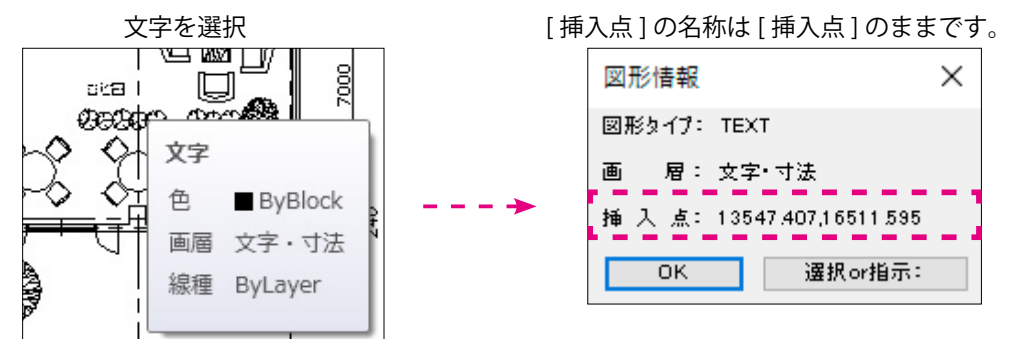 文字を選択
[ 挿入点 ] の名称は [ 挿入点 ] のままです。
7000
文字
色 ■ ByBlock
画層 文字・寸法
線種 ByLayer
図形情報 ×
図形タイプ: TEXT
画 層: 文字・寸法
挿 入 点: 13547.407,16511.595
OK 選択or指示: